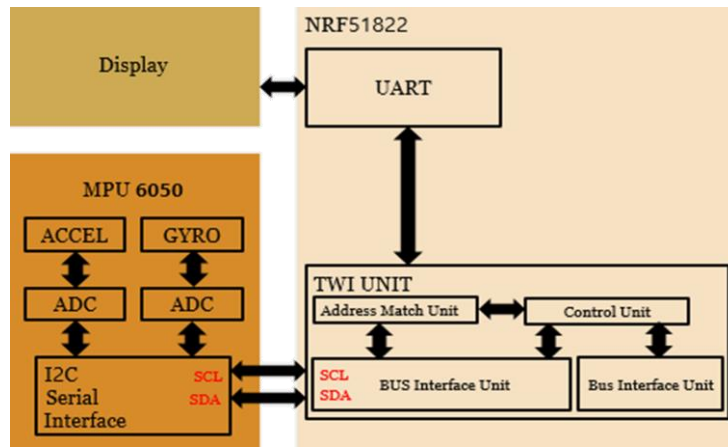 Display
NRF51822
UART
MPU 6050
ACCEL
GYRO
ADC
ADC
I2C
Serial
Interface
SCL
SDA
TWI UNIT
Address Match Unit
Control Unit
SCL
SDA
BUS Interface Unit
Bus Interface Unit